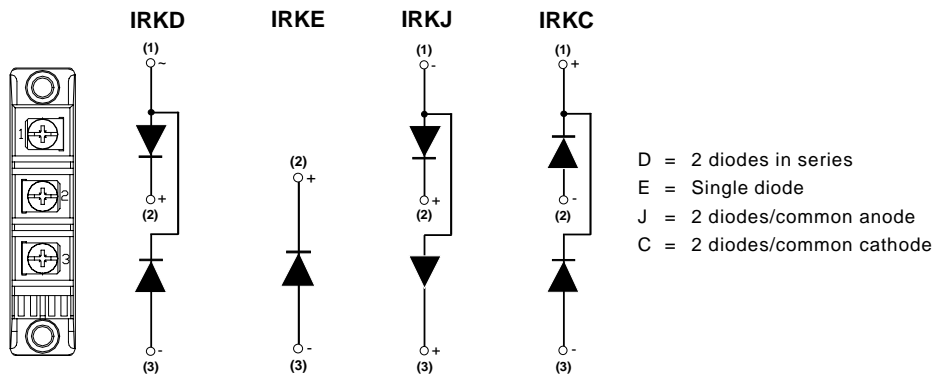 IRKD IRKE IRKJ IRKC
(1) (1) (1)
~ - +
1
(2)
+
2
+ + -
(2) (2) (2)
3
- - + -
(3) (3) (3) (3)
D = 2 diodes in series
E = Single diode
J = 2 diodes/common anode
C = 2 diodes/common cathode